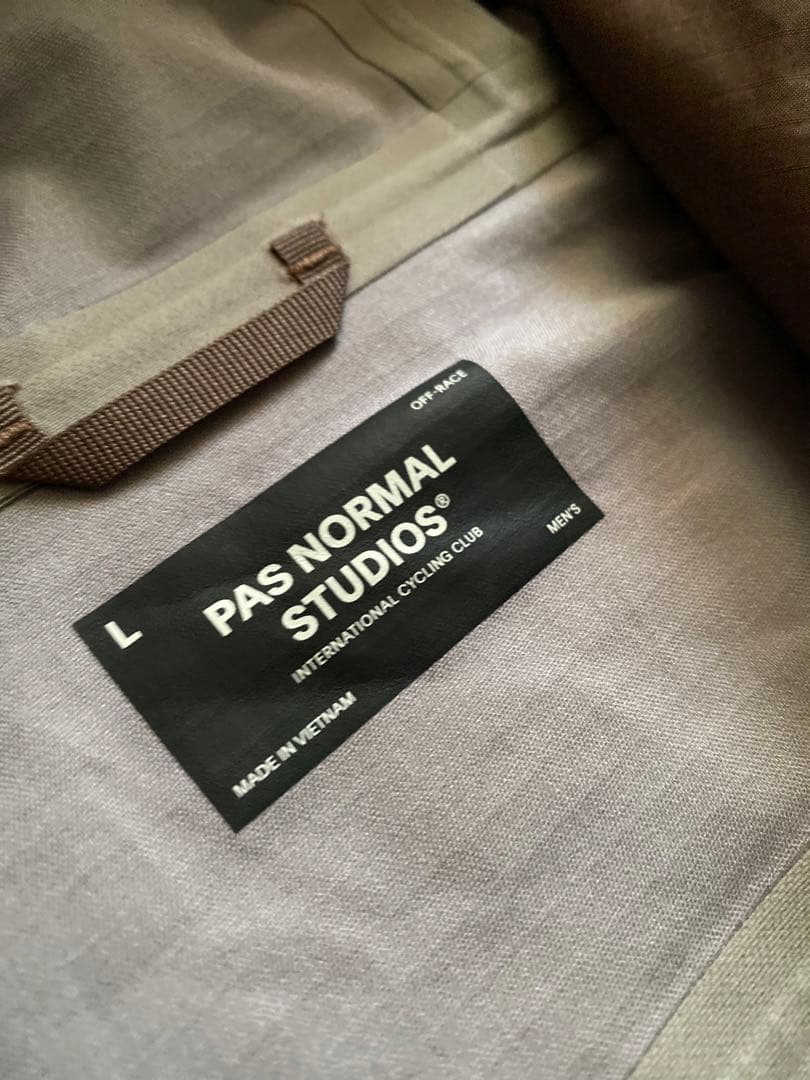 OFF-RACE
L
PAS NORMAL
STUDIOS®
INTERNATIONAL CYCLING CLUB
MEN'S
MADE IN VIETNAM